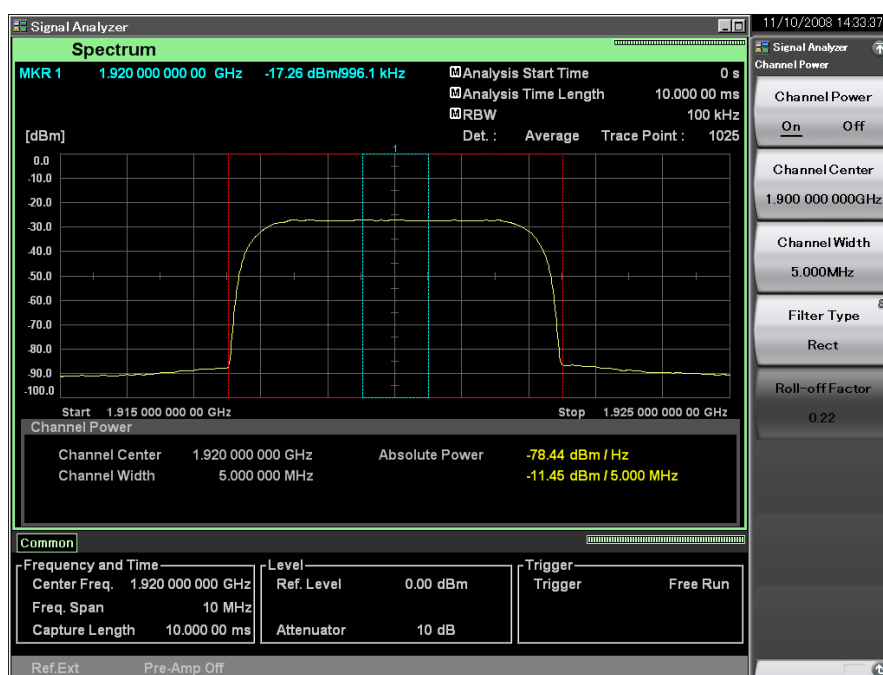 Signal Analyzer
11/10/2008 14:33:37
Spectrum
MKR 1 1.920 000 000 00 GHz -17.26 dBm/996.1 kHz
M Analysis Start Time 0 s
M Analysis Time Length 10.000 00 ms
M RBW 100 kHz
Det. : Average Trace Point : 1025
[dBm]
1
0.0
-10.0
-20.0
-30.0
-40.0
-50.0
-60.0
-70.0
-80.0
-90.0
-100.0
Start 1.915 000 000 00 GHz
Stop 1.925 000 000 00 GHz
Channel Power
Channel Center 1.920 000 000 GHz Absolute Power -78.44 dBm / Hz
Channel Width 5.000 000 MHz -11.45 dBm / 5.000 MHz
Common
Frequency and Time
Center Freq. 1.920 000 000 GHz
Freq. Span 10 MHz
Capture Length 10.000 00 ms
Level
Ref. Level 0.00 dBm
Attenuator 10 dB
Trigger
Trigger Free Run
Ref.Ext Pre-Amp Off
Signal Analyzer
Channel Power
Channel Power
On Off
Channel Center
1.900 000 000GHz
Channel Width
5.000MHz
Filter Type
Rect
Roll-off Factor
0.22